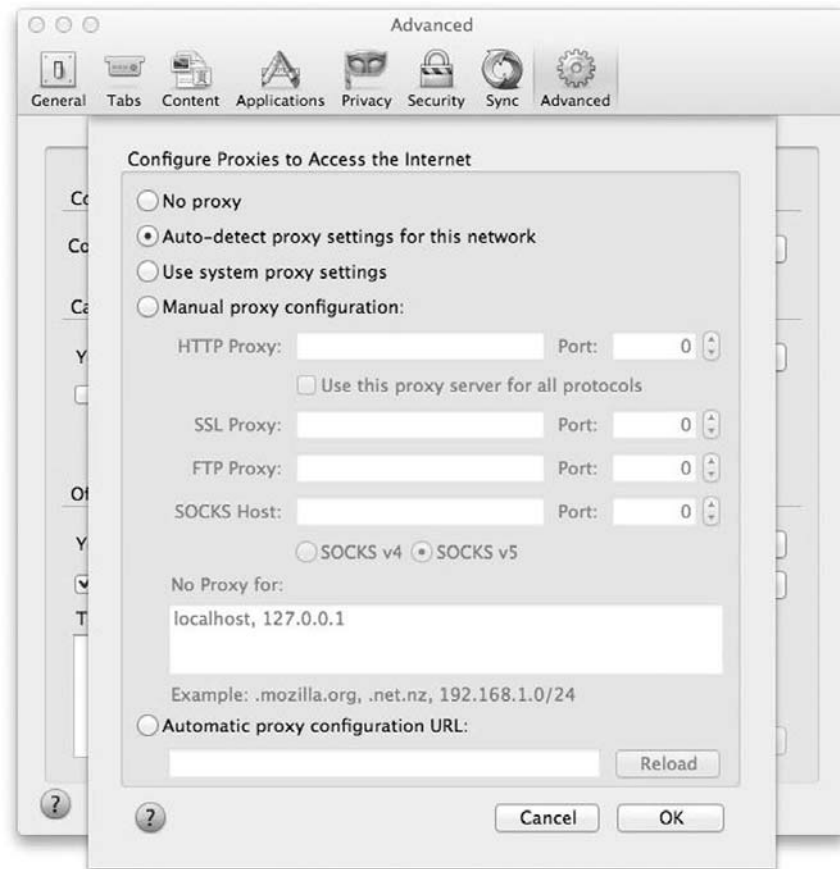 Advanced
General Tabs Content Applications Privacy Security Sync Advanced
Configure Proxies to Access the Internet
No proxy
Auto-detect proxy settings for this network
Use system proxy settings
Manual proxy configuration:
HTTP Proxy: Port: 0
Use this proxy server for all protocols
SSL Proxy: Port: 0
FTP Proxy: Port: 0
SOCKS Host: Port: 0
SOCKS v4 SOCKS v5
No Proxy for:
localhost, 127.0.0.1
Example: .mozilla.org, .net.nz, 192.168.1.0/24
Automatic proxy configuration URL:
Reload
? ? Cancel OK